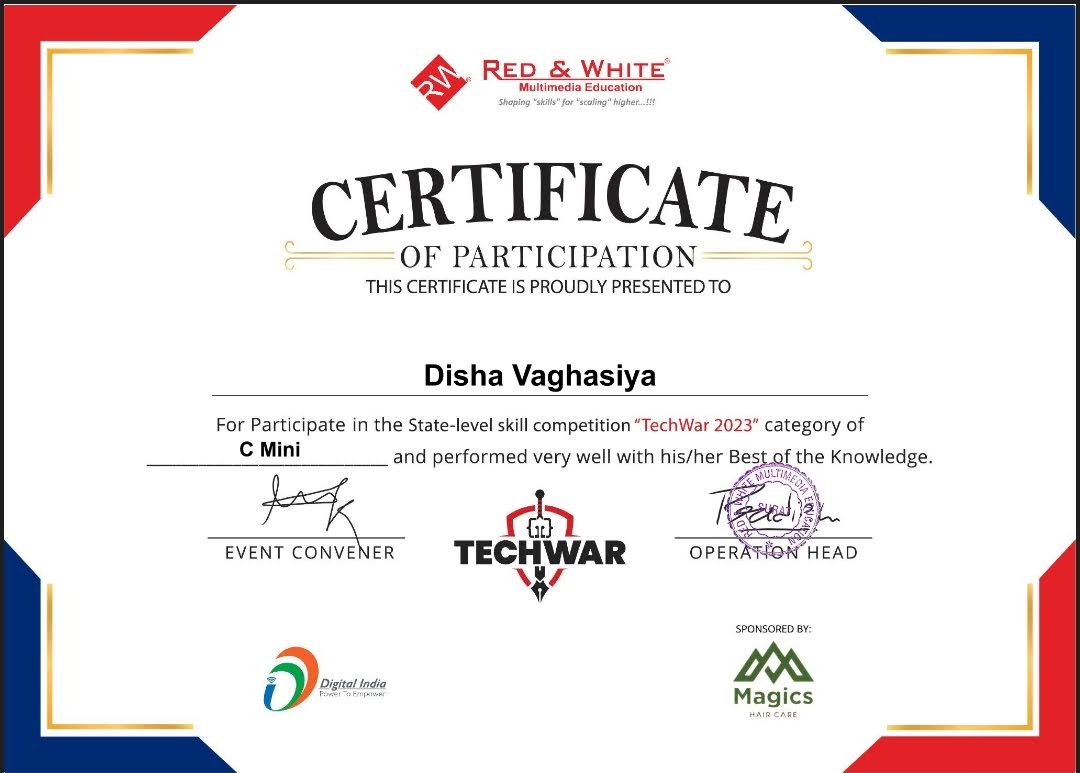 RW®
RED & WHITE®
Multimedia Education
Shaping "skills" for "scaling" higher...!!!
CERTIFICATE
OF PARTICIPATION
THIS CERTIFICATE IS PROUDLY PRESENTED TO
Disha Vaghasiya
For Participate in the State-level skill competition “TechWar 2023” category of
C Mini and performed very well with his/her Best of the Knowledge.
RED & WHITE MULTIMEDIA EDUCATION
SURAT
EVENT CONVENER
TECHWAR
OPERATION HEAD
SPONSORED BY:
Digital India
Power To Empower
Magics
HAIR CARE